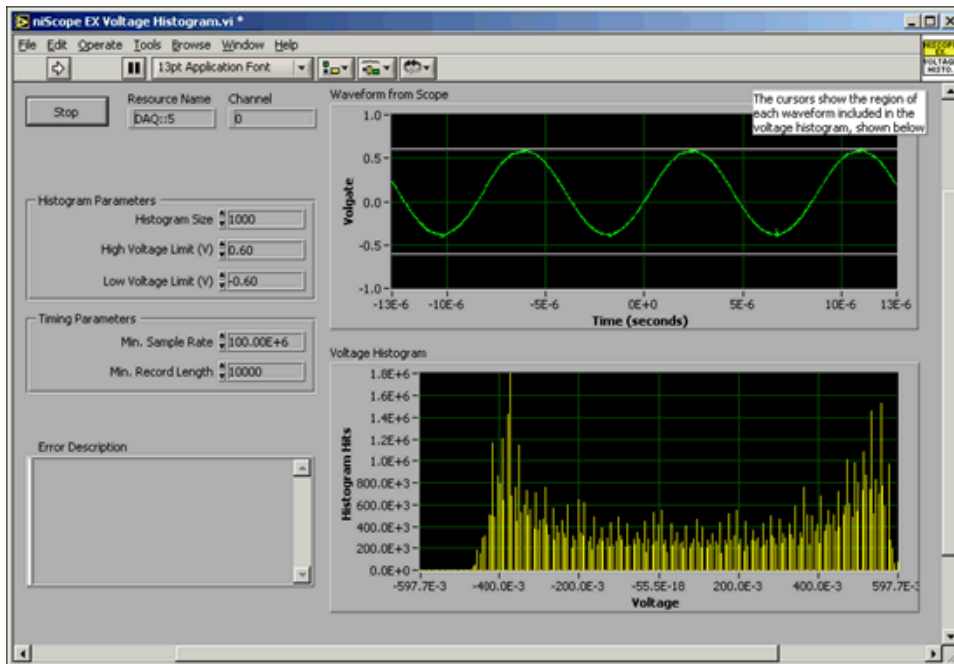 niScope EX Voltage Histogram.vi *
File Edit Operate Tools Browse Window Help
13pt Application Font
NISCOPE
EX.
VOLTAGE
HISTO.
Stop
Resource Name
DAQ::5
Channel
0
Waveform from Scope
The cursors show the region of
each waveform included in the
voltage histogram, shown below
Histogram Parameters
Histogram Size 1000
High Voltage Limit (V) 0.60
Low Voltage Limit (V) -0.60
Timing Parameters
Min. Sample Rate 100.00E+6
Min. Record Length 10000
Error Description
Volgate
1.0
0.5
0.0
-0.5
-1.0
-13E-6 -10E-6 -5E-6 0E+0 5E-6 10E-6 13E-6
Time (seconds)
Voltage Histogram
Histogram Hits
1.8E+6
1.6E+6
1.4E+6
1.2E+6
1.0E+6
800.0E+3
600.0E+3
400.0E+3
200.0E+3
0.0E+0
-597.7E-3 -400.0E-3 -200.0E-3 -55.5E-18 200.0E-3 400.0E-3 597.7E-3
Voltage